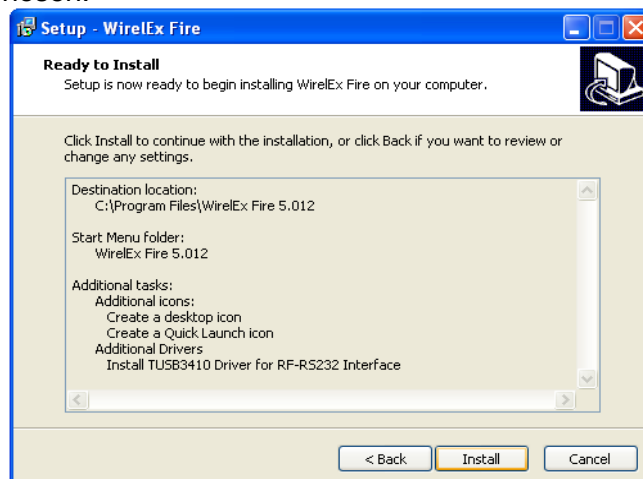 Setup - WirelEx Fire
Ready to Install
Setup is now ready to begin installing WirelEx Fire on your computer.
Click Install to continue with the installation, or click Back if you want to review or
change any settings.
Destination location:
C:\Program Files\WirelEx Fire 5.012
Start Menu folder:
WirelEx Fire 5.012
Additional tasks:
Additional icons:
Create a desktop icon
Create a Quick Launch icon
Additional Drivers
Install TUSB3410 Driver for RF-RS232 Interface
< Back Install Cancel